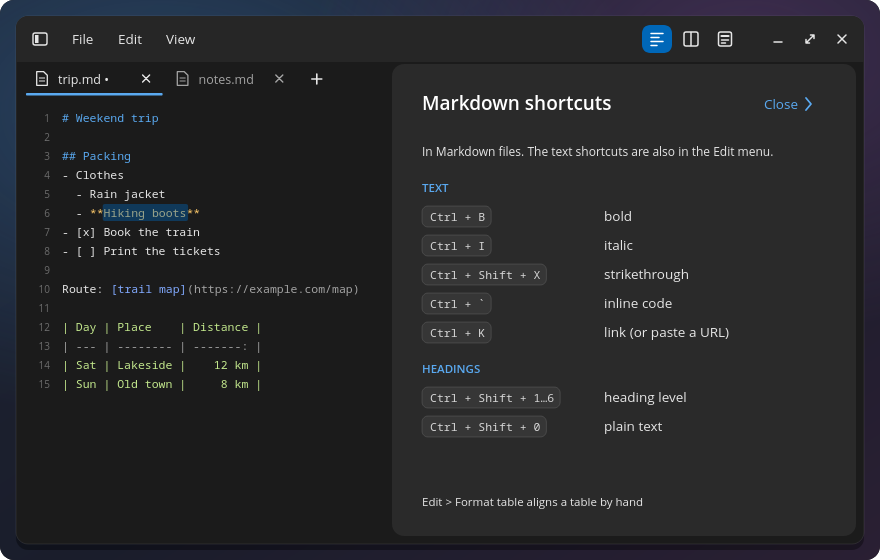 File Edit View
trip.md •
notes.md
1 # Weekend trip
2
3 ## Packing
4 - Clothes
5   - Rain jacket
6   - **Hiking boots**
7 - [x] Book the train
8 - [ ] Print the tickets
9
10 Route: [trail map](https://example.com/map)
11
12 | Day | Place    | Distance |
13 | --- | -------- | -------: |
14 | Sat | Lakeside |    12 km |
15 | Sun | Old town |     8 km |
Markdown shortcuts
Close
In Markdown files. The text shortcuts are also in the Edit menu.
TEXT
Ctrl + B bold
Ctrl + I italic
Ctrl + Shift + X strikethrough
Ctrl + ` inline code
Ctrl + K link (or paste a URL)
HEADINGS
Ctrl + Shift + 1…6 heading level
Ctrl + Shift + 0 plain text
Edit > Format table aligns a table by hand